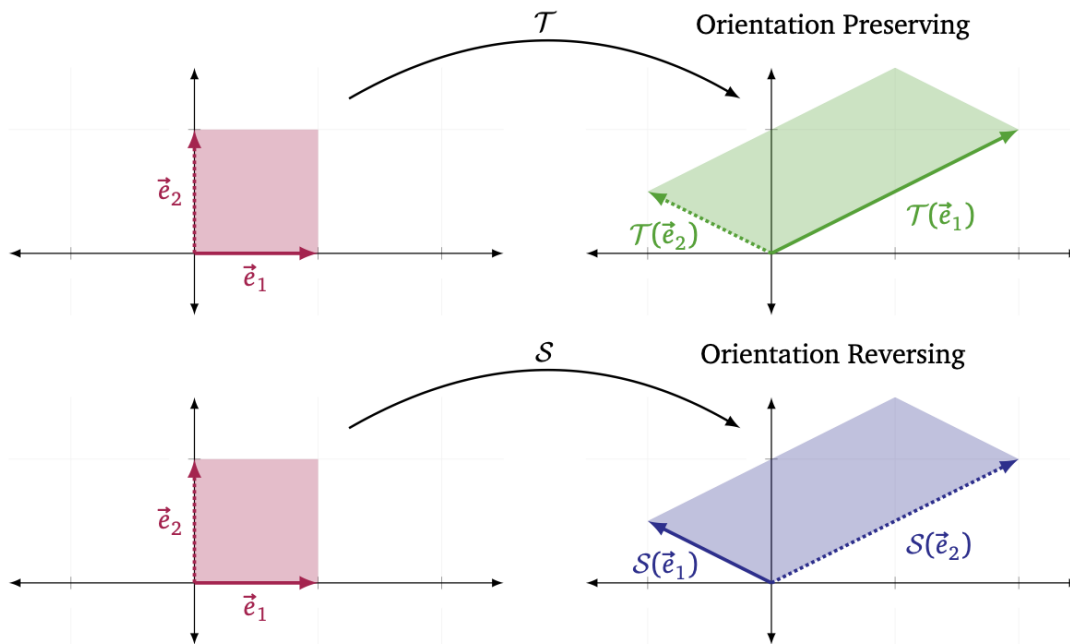 𝒯
Orientation Preserving
e⃗₂
e⃗₁
𝒯(e⃗₂)
𝒯(e⃗₁)
𝒮
Orientation Reversing
e⃗₂
e⃗₁
𝒮(e⃗₁)
𝒮(e⃗₂)